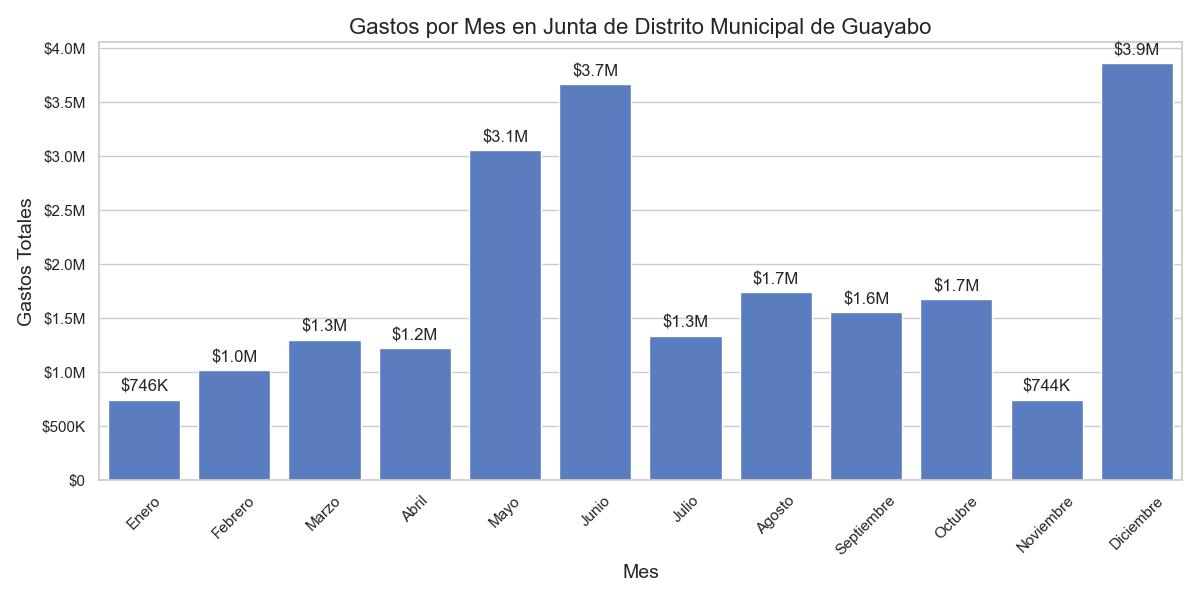 Gastos por Mes en Junta de Distrito Municipal de Guayabo
Gastos Totales
$4.0M
$3.5M
$3.0M
$2.5M
$2.0M
$1.5M
$1.0M
$500K
$0
$746K
$1.0M
$1.3M
$1.2M
$3.1M
$3.7M
$1.3M
$1.7M
$1.6M
$1.7M
$744K
$3.9M
Enero
Febrero
Marzo
Abril
Mayo
Junio
Julio
Agosto
Septiembre
Octubre
Noviembre
Diciembre
Mes